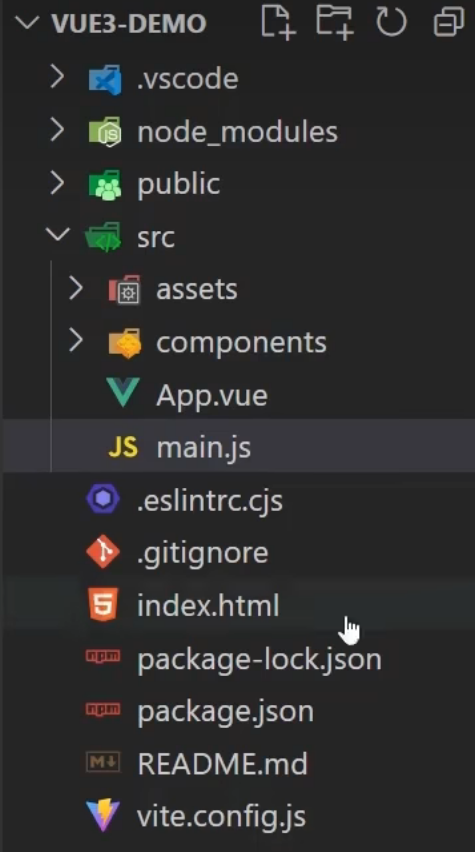 VUE3-DEMO
.vscode
node_modules
public
src
assets
components
App.vue
JS main.js
.eslintrc.cjs
.gitignore
index.html
package-lock.json
package.json
README.md
vite.config.js